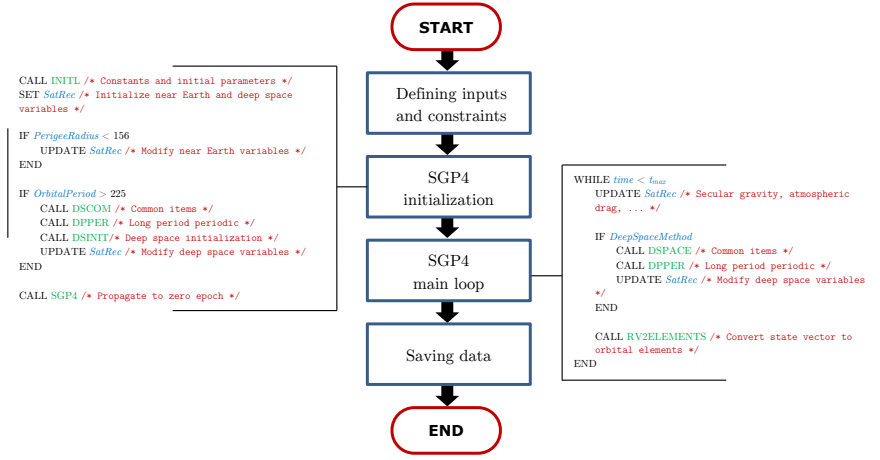 START
Defining inputs
and constraints
SGP4
initialization
SGP4
main loop
Saving data
END
CALL INITL /* Constants and initial parameters */
SET SatRec /* Initialize near Earth and deep space
variables */
IF PerigeeRadius < 156
UPDATE SatRec /* Modify near Earth variables */
END
IF OrbitalPeriod > 225
CALL DSCOM /* Common items */
CALL DPPER /* Long period periodic */
CALL DSINIT/* Deep space initialization */
UPDATE SatRec /* Modify deep space variables */
END
CALL SGP4 /* Propagate to zero epoch */
WHILE time < tmax
UPDATE SatRec /* Secular gravity, atmospheric
drag, ... */
IF DeepSpaceMethod
CALL DSPACE /* Common items */
CALL DPPER /* Long period periodic */
UPDATE SatRec /* Modify deep space variables
*/
END
CALL RV2ELEMENTS /* Convert state vector to
orbital elements */
END